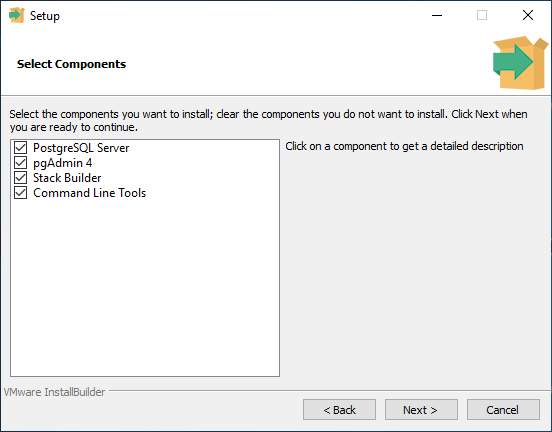 Setup
Select Components
Select the components you want to install; clear the components you do not want to install. Click Next when
you are ready to continue.
PostgreSQL Server
pgAdmin 4
Stack Builder
Command Line Tools
Click on a component to get a detailed description
VMware InstallBuilder
< Back
Next >
Cancel